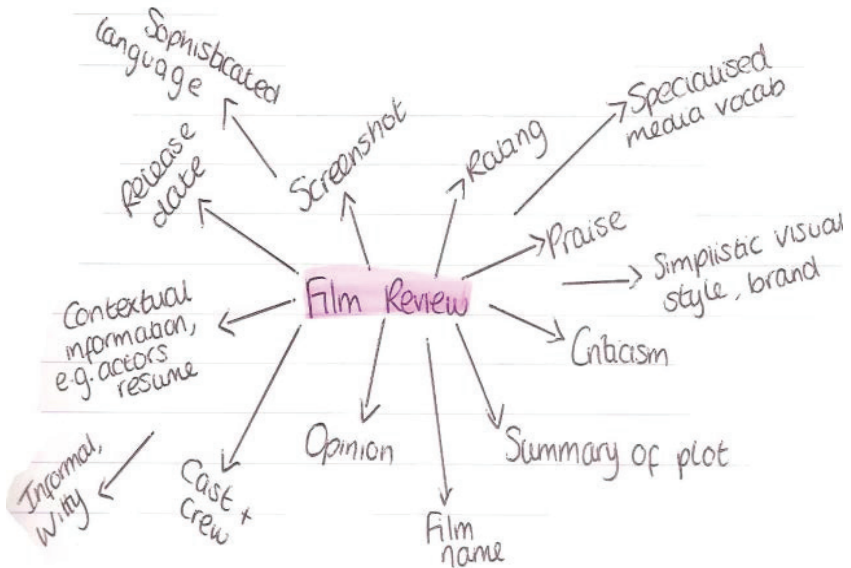 Sophisticated
language
Release
date
Screenshot
Rating
Specialised
media vocab
Praise
Simplistic visual
style, brand
Film Review
Contextual
information,
e.g. actors
resume
Criticism
Opinion
Summary of plot
Informal,
witty
Cast +
crew
Film
name